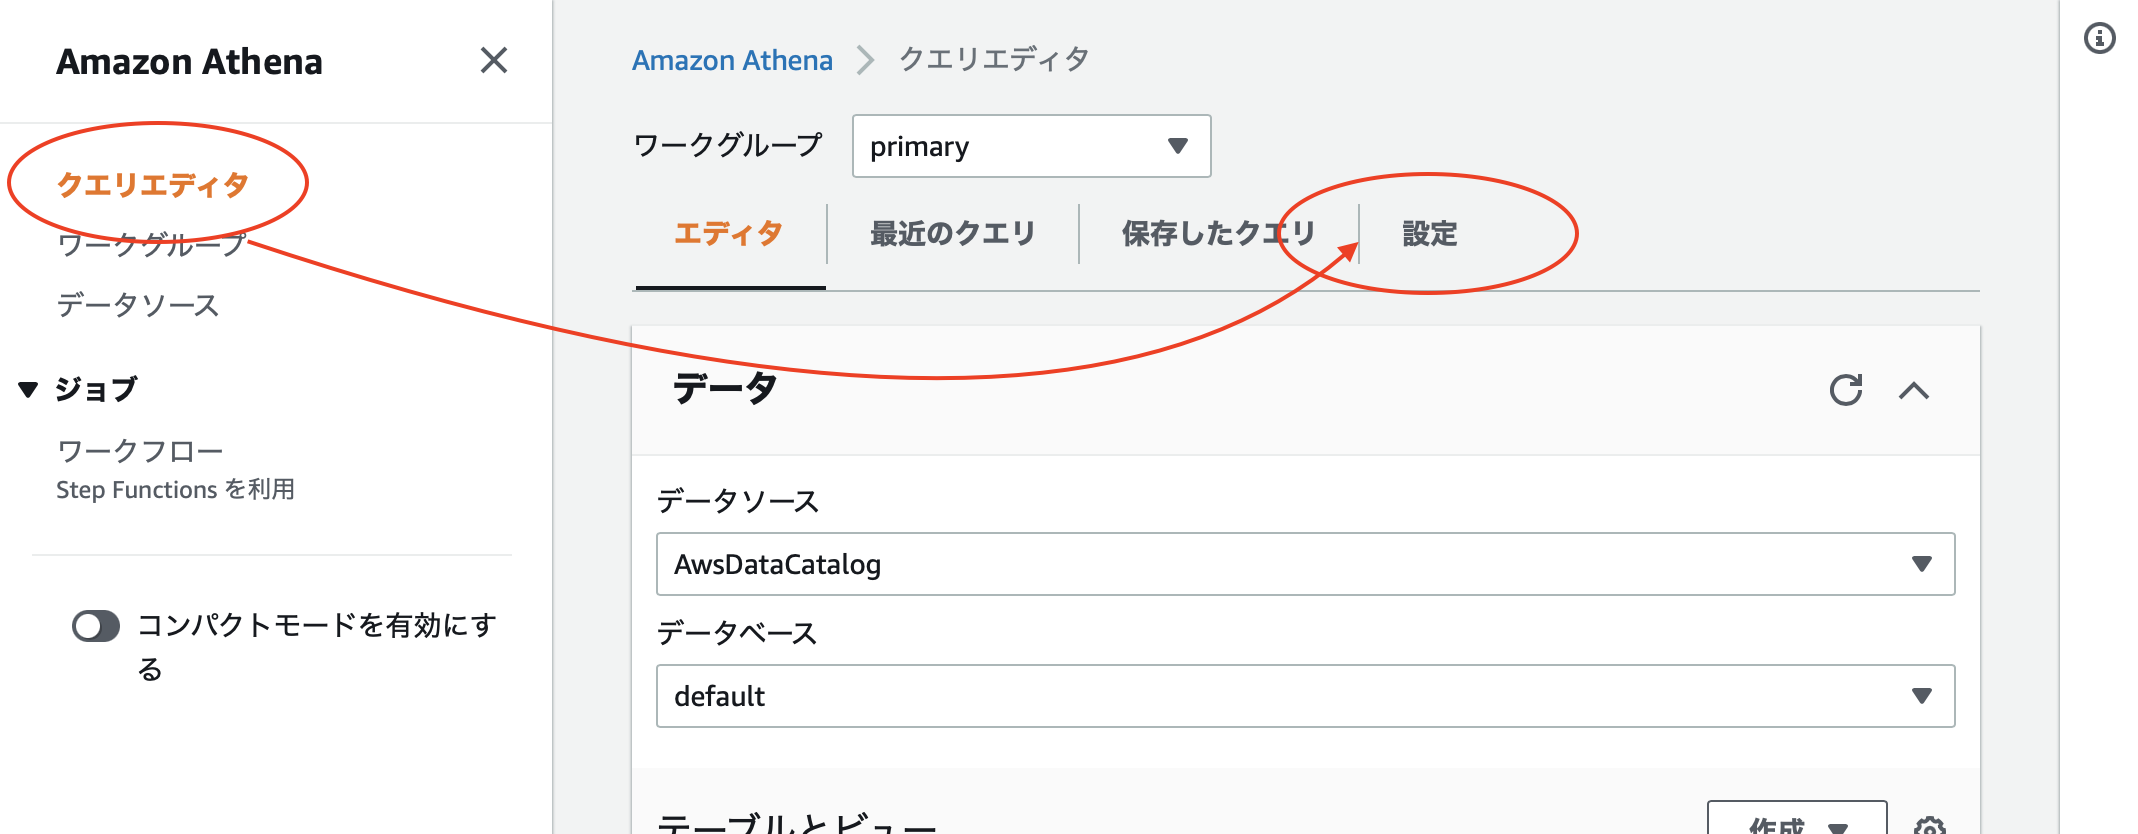 Amazon Athena
クエリエディタ
ワークグループ
データソース
ジョブ
ワークフロー
Step Functions を利用
コンパクトモードを有効にす
る
Amazon Athena クエリエディタ
ワークグループ primary
エディタ 最近のクエリ 保存したクエリ 設定
データ
データソース
AwsDataCatalog
データベース
default
テーブルとビュー 作成